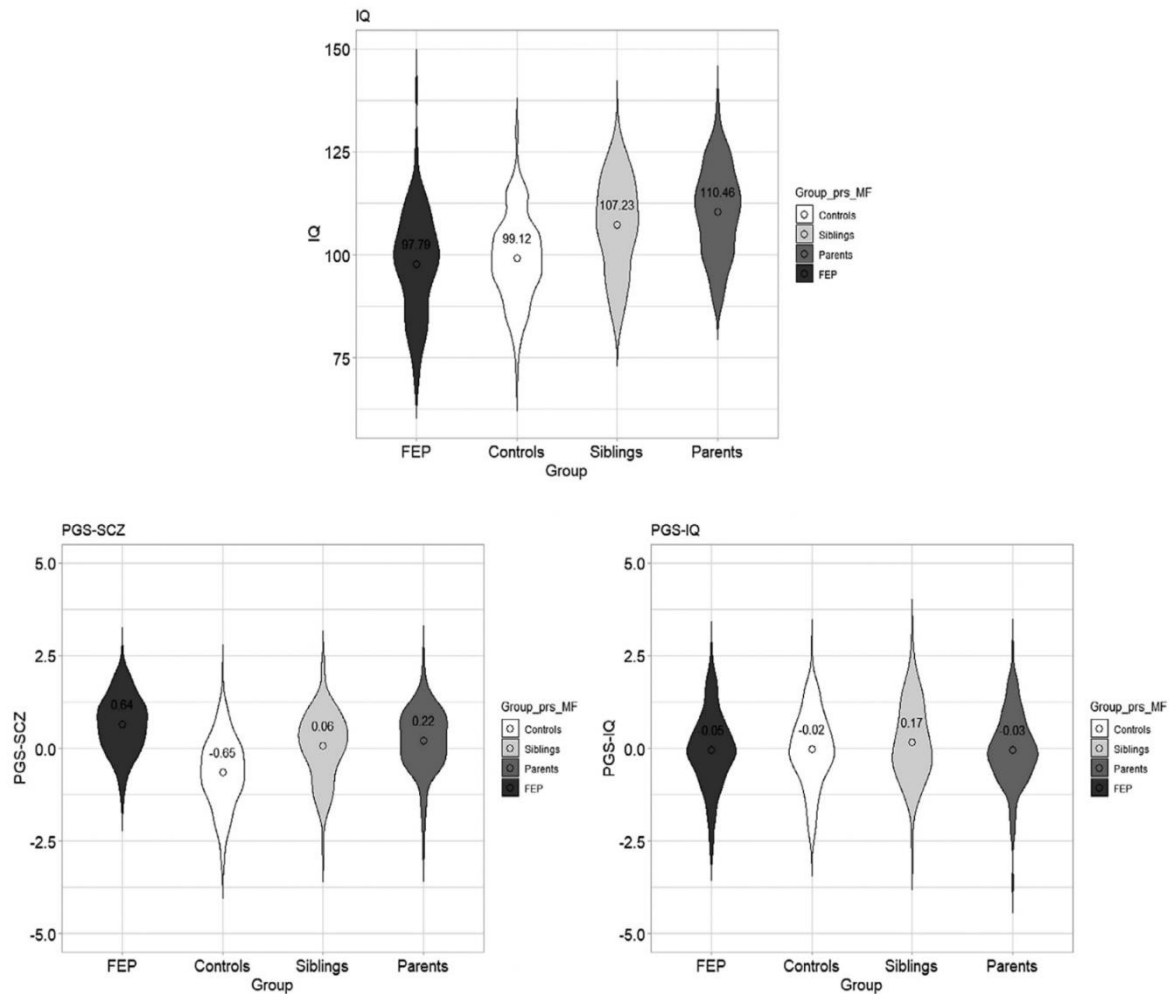 IQ
150
125
100
75
IQ
97.79
99.12
107.23
110.46
FEP
Controls
Siblings
Parents
Group
Group_prs_MF
Controls
Siblings
Parents
FEP
PGS-SCZ
5.0
2.5
0.0
-2.5
-5.0
PGS-SCZ
0.64
-0.65
0.06
0.22
FEP
Controls
Siblings
Parents
Group
Group_prs_MF
Controls
Siblings
Parents
FEP
PGS-IQ
5.0
2.5
0.0
-2.5
-5.0
PGS-IQ
-0.05
-0.02
0.17
-0.03
FEP
Controls
Siblings
Parents
Group
Group_prs_MF
Controls
Siblings
Parents
FEP